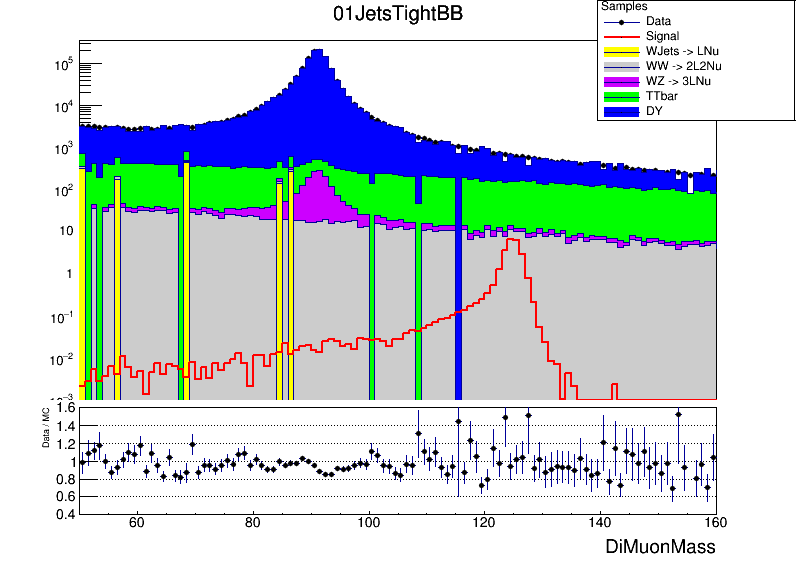 01JetsTightBB
Samples
Data
Signal
WJets -> LNu
WW -> 2L2Nu
WZ -> 3LNu
TTbar
DY
10^5
10^4
10^3
10^2
10
1
10^-1
10^-2
1.6
1.4
1.2
1
0.8
0.6
0.4
Data / MC
60 80 100 120 140 160
DiMuonMass